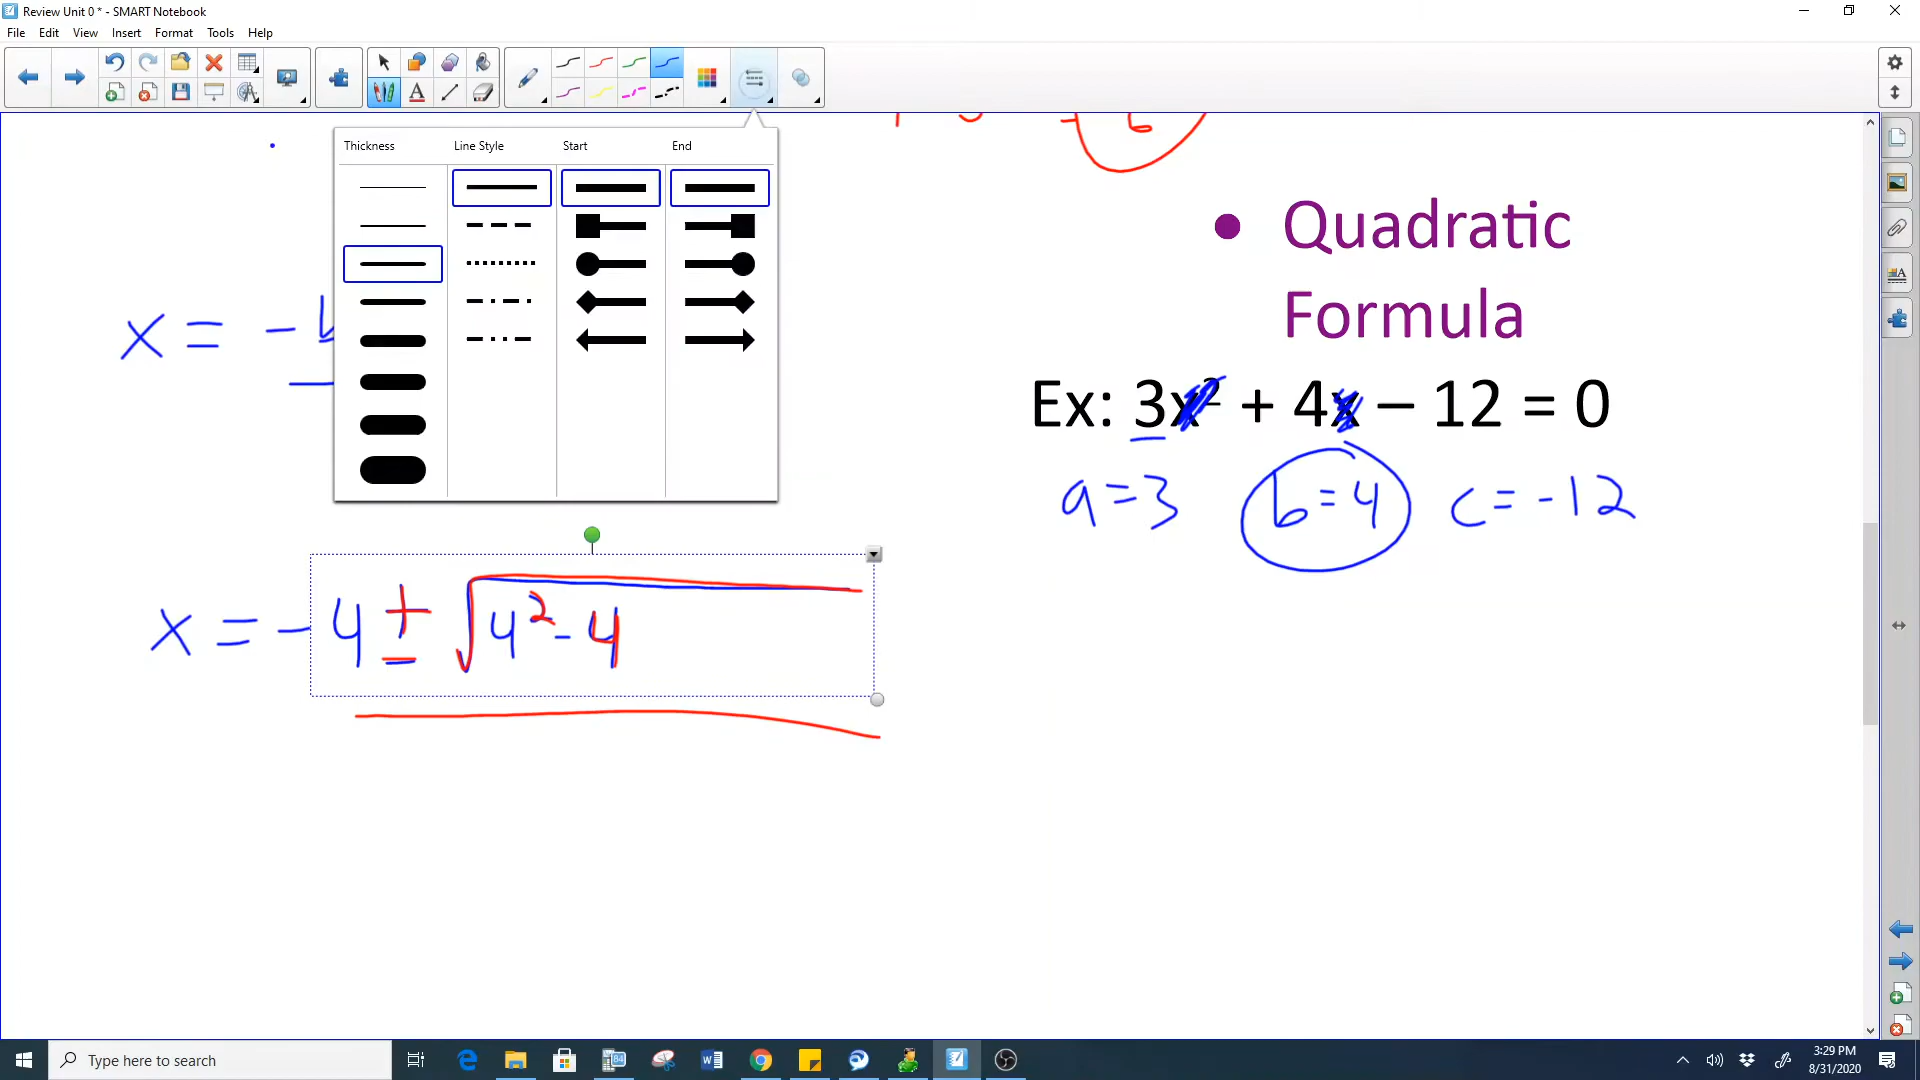 Review Unit 0 * - SMART Notebook
File Edit View Insert Format Tools Help
Thickness Line Style Start End
6
• Quadratic
Formula
x = - b
Ex: 3x² + 4x – 12 = 0
a = 3 b = 4 c = -12
x = - 4 ± √4² - 4
Type here to search
84
3:29 PM
8/31/2020